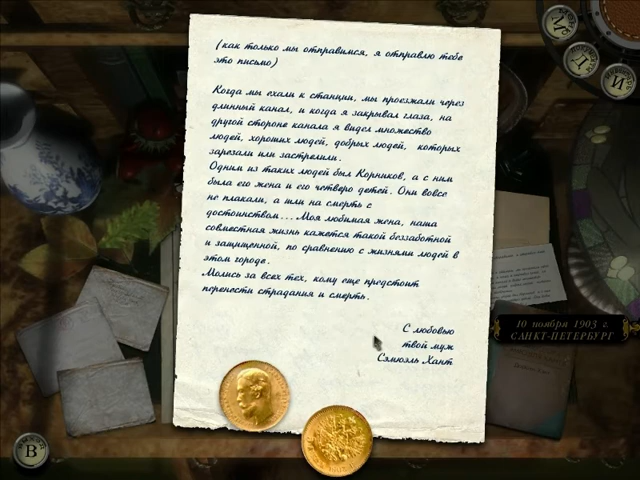 (как только мы отправимся, я отправлю тебе
это письмо)
Когда мы ехали к станции, мы проезжали через
длинный канал, и когда я закрывал глаза, на
другой стороне канала я видел множество
людей, хороших людей, добрых людей, которых
зарезали или застрелили.
Одним из таких людей был Корников, а с ним
была его жена и его четверо детей. Они вовсе
не плакали, а шли на смерть с
достоинством...Моя любимая жена, наша
совместная жизнь кажется такой беззаботной
и защищенной, по сравнению с жизнями людей в
этом городе.
Молись за всех тех, кому еще предстоит
перенести страдания и смерть.
С любовью
твой муж
Сэмюэль Хант
10 ноября 1903 г.
САНКТ-ПЕТЕРБУРГ
М
Д
И
В